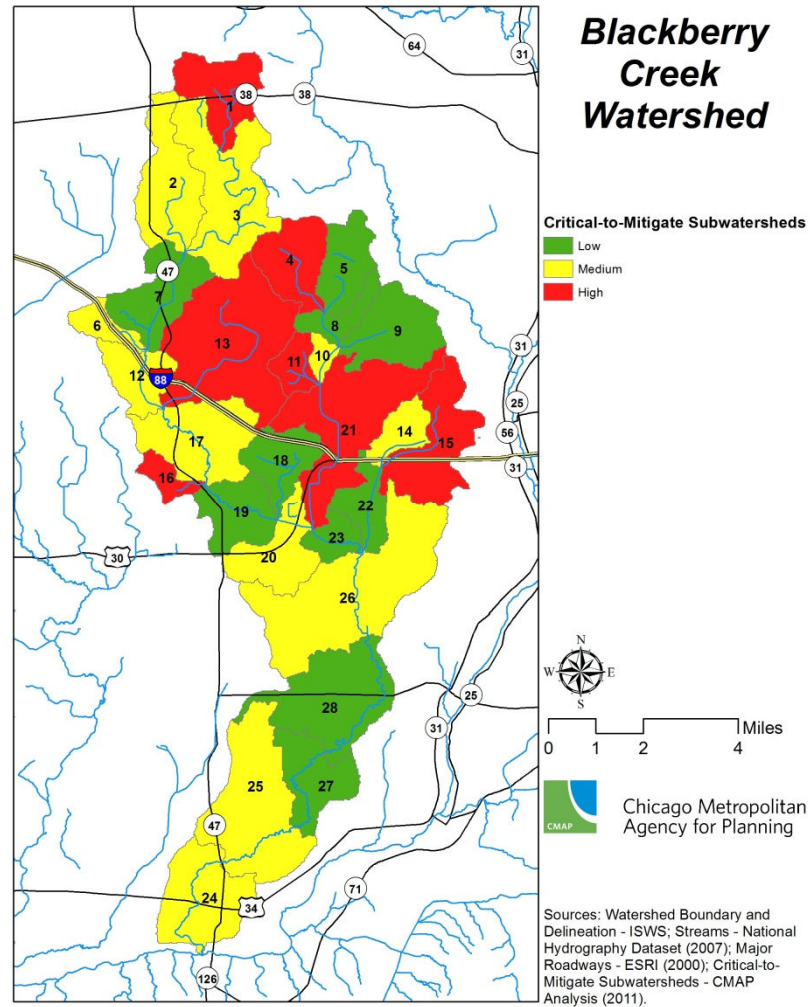 Blackberry
Creek
Watershed
Critical-to-Mitigate Subwatersheds
Low
Medium
High
64
31
38
38
1
2
3
47
4
5
7
6
8
9
13
10
11
31
12
88
25
21
14
56
17
15
31
18
16
22
19
23
20
30
26
28
25
31
25
27
47
24
34
71
126
N
W
E
S
Miles
0
1
2
4
CMAP
Chicago Metropolitan
Agency for Planning
Sources: Watershed Boundary and
Delineation - ISWS; Streams - National
Hydrography Dataset (2007); Major
Roadways - ESRI (2000); Critical-to-
Mitigate Subwatersheds - CMAP
Analysis (2011).